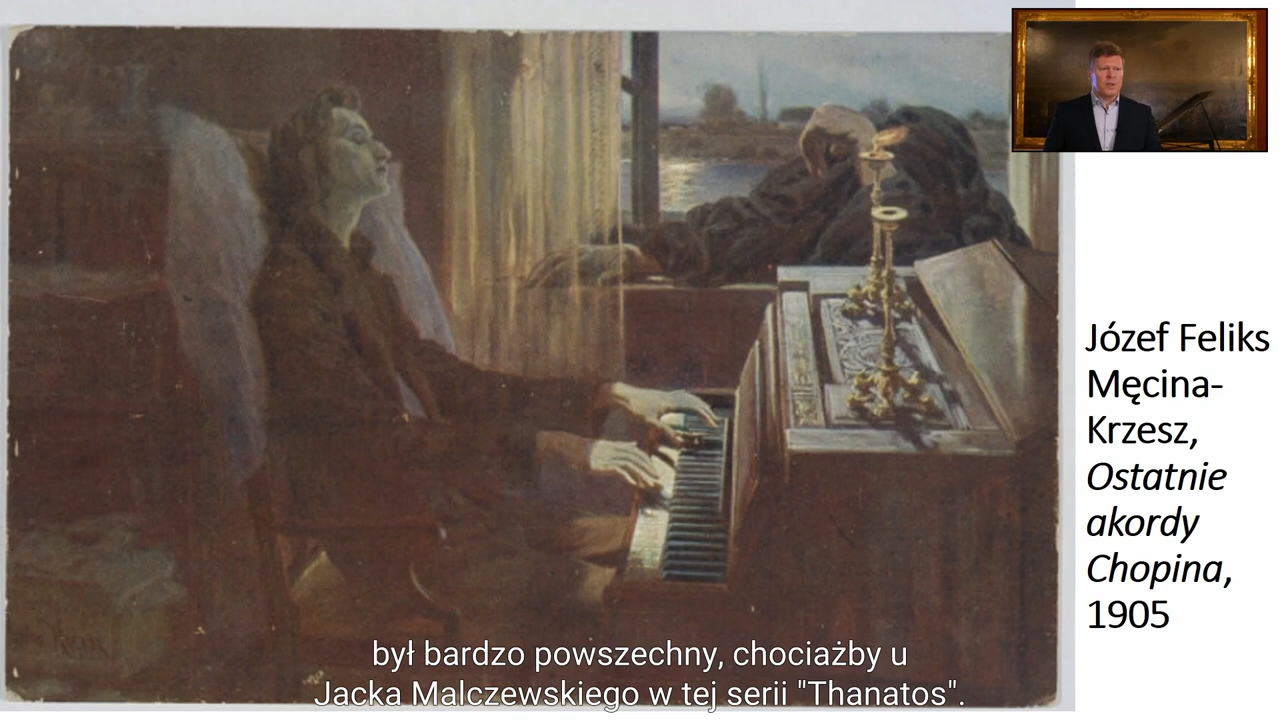 Józef Feliks
Męcina-
Krzesz,
Ostatnie
akordy
Chopina,
1905
był bardzo powszechny, chociażby u
Jacka Malczewskiego w tej serii "Thanatos".